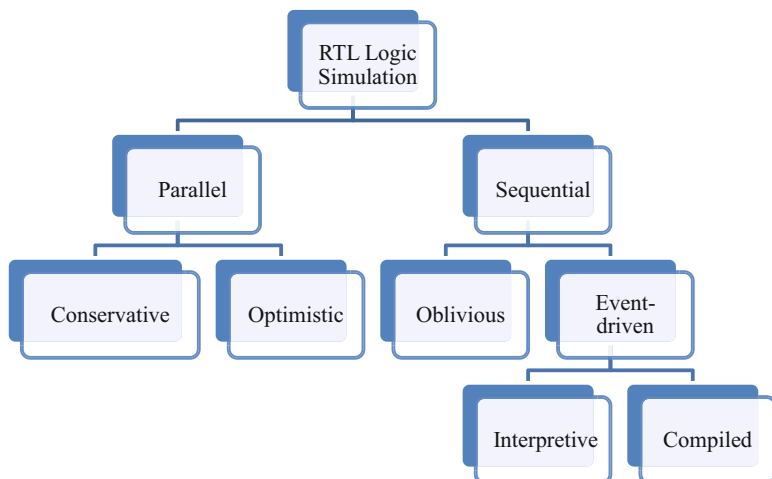 RTL Logic
Simulation
Parallel
Sequential
Conservative
Optimistic
Oblivious
Event-
driven
Interpretive
Compiled